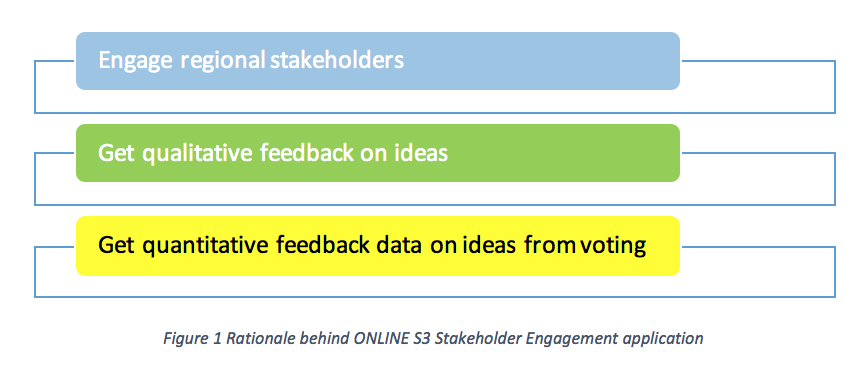 Engage regional stakeholders
Get qualitative feedback on ideas
Get quantitative feedback data on ideas from voting
Figure 1 Rationale behind ONLINE S3 Stakeholder Engagement application